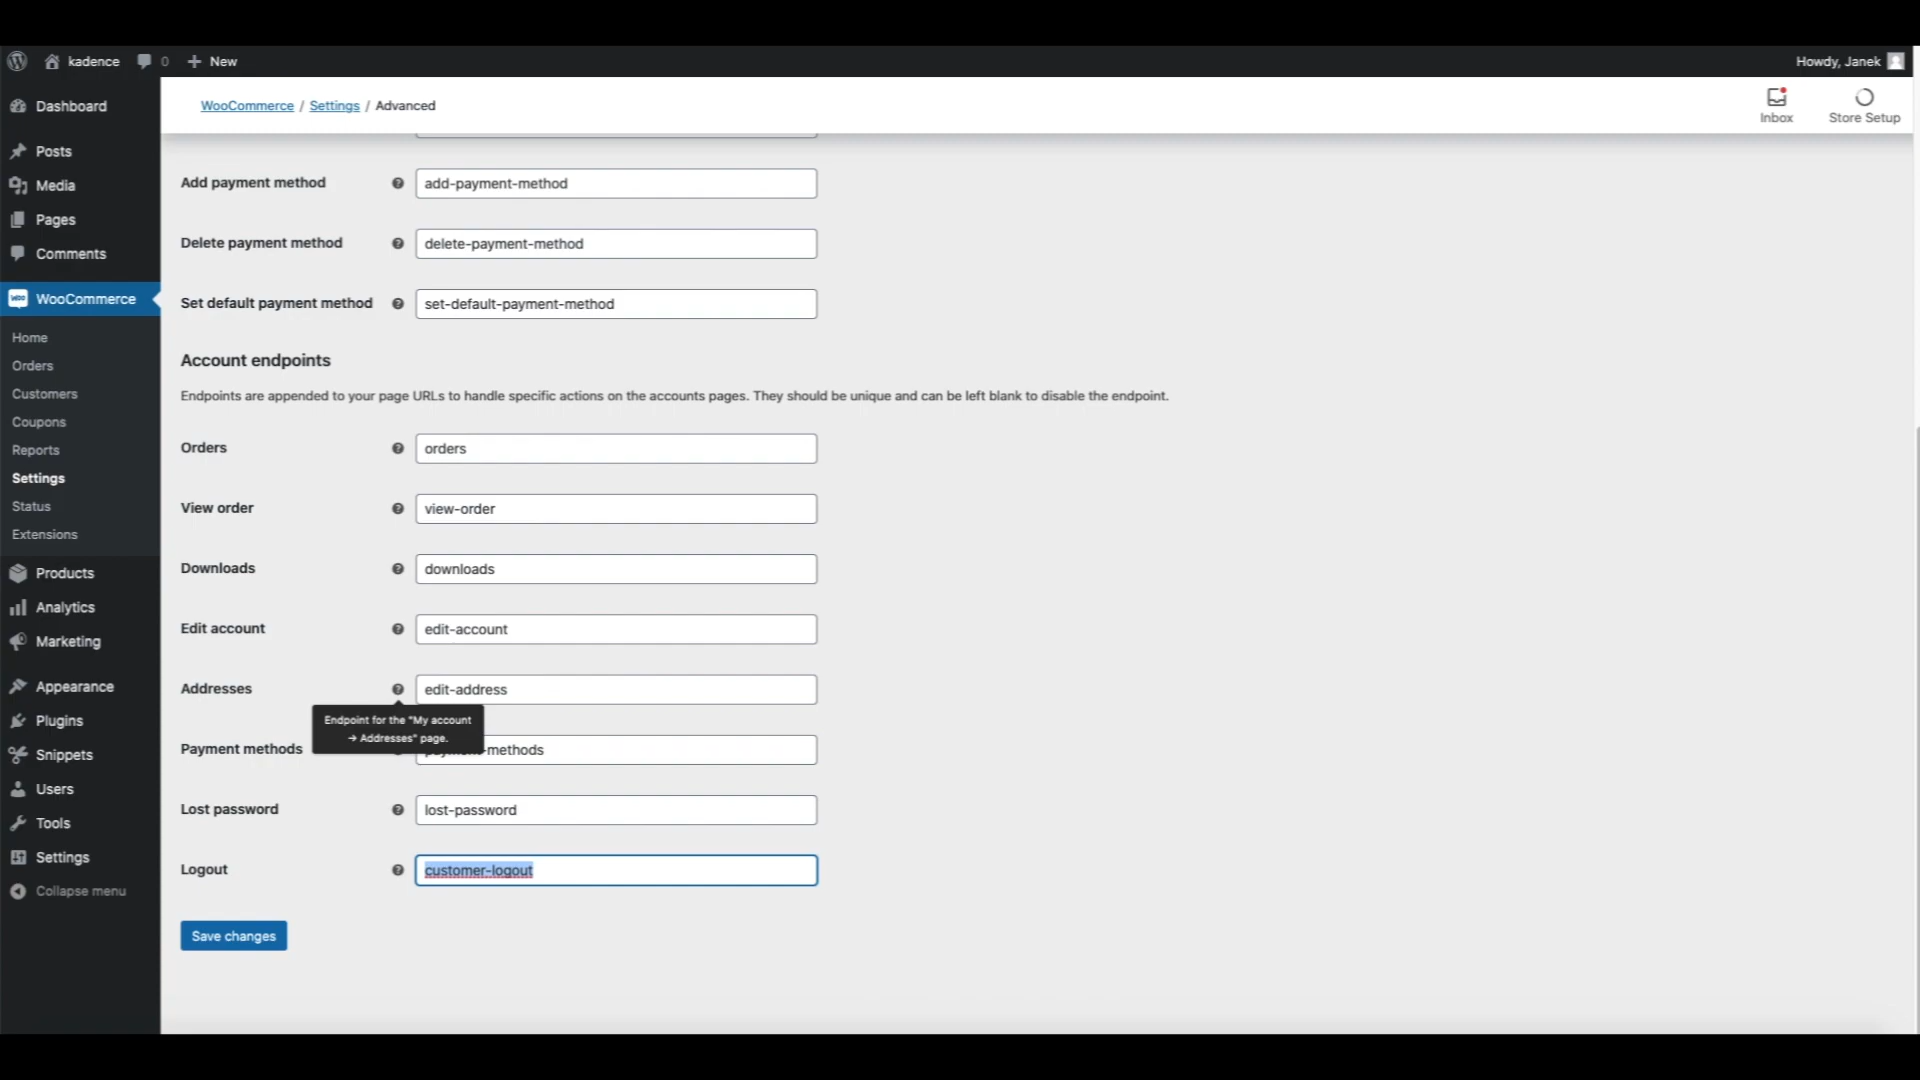 kadence 0 New Howdy, Janek
WooCommerce / Settings / Advanced
Inbox
Store Setup
Dashboard
Posts
Media
Pages
Comments
woo WooCommerce
Home
Orders
Customers
Coupons
Reports
Settings
Status
Extensions
Products
Analytics
Marketing
Appearance
Plugins
Snippets
Users
Tools
Settings
Collapse menu
Add payment method add-payment-method
Delete payment method delete-payment-method
Set default payment method set-default-payment-method
Account endpoints
Endpoints are appended to your page URLs to handle specific actions on the accounts pages. They should be unique and can be left blank to disable the endpoint.
Orders orders
View order view-order
Downloads downloads
Edit account edit-account
Addresses edit-address
Endpoint for the "My account
→ Addresses" page.
Payment methods payment-methods
Lost password lost-password
Logout customer-logout
Save changes